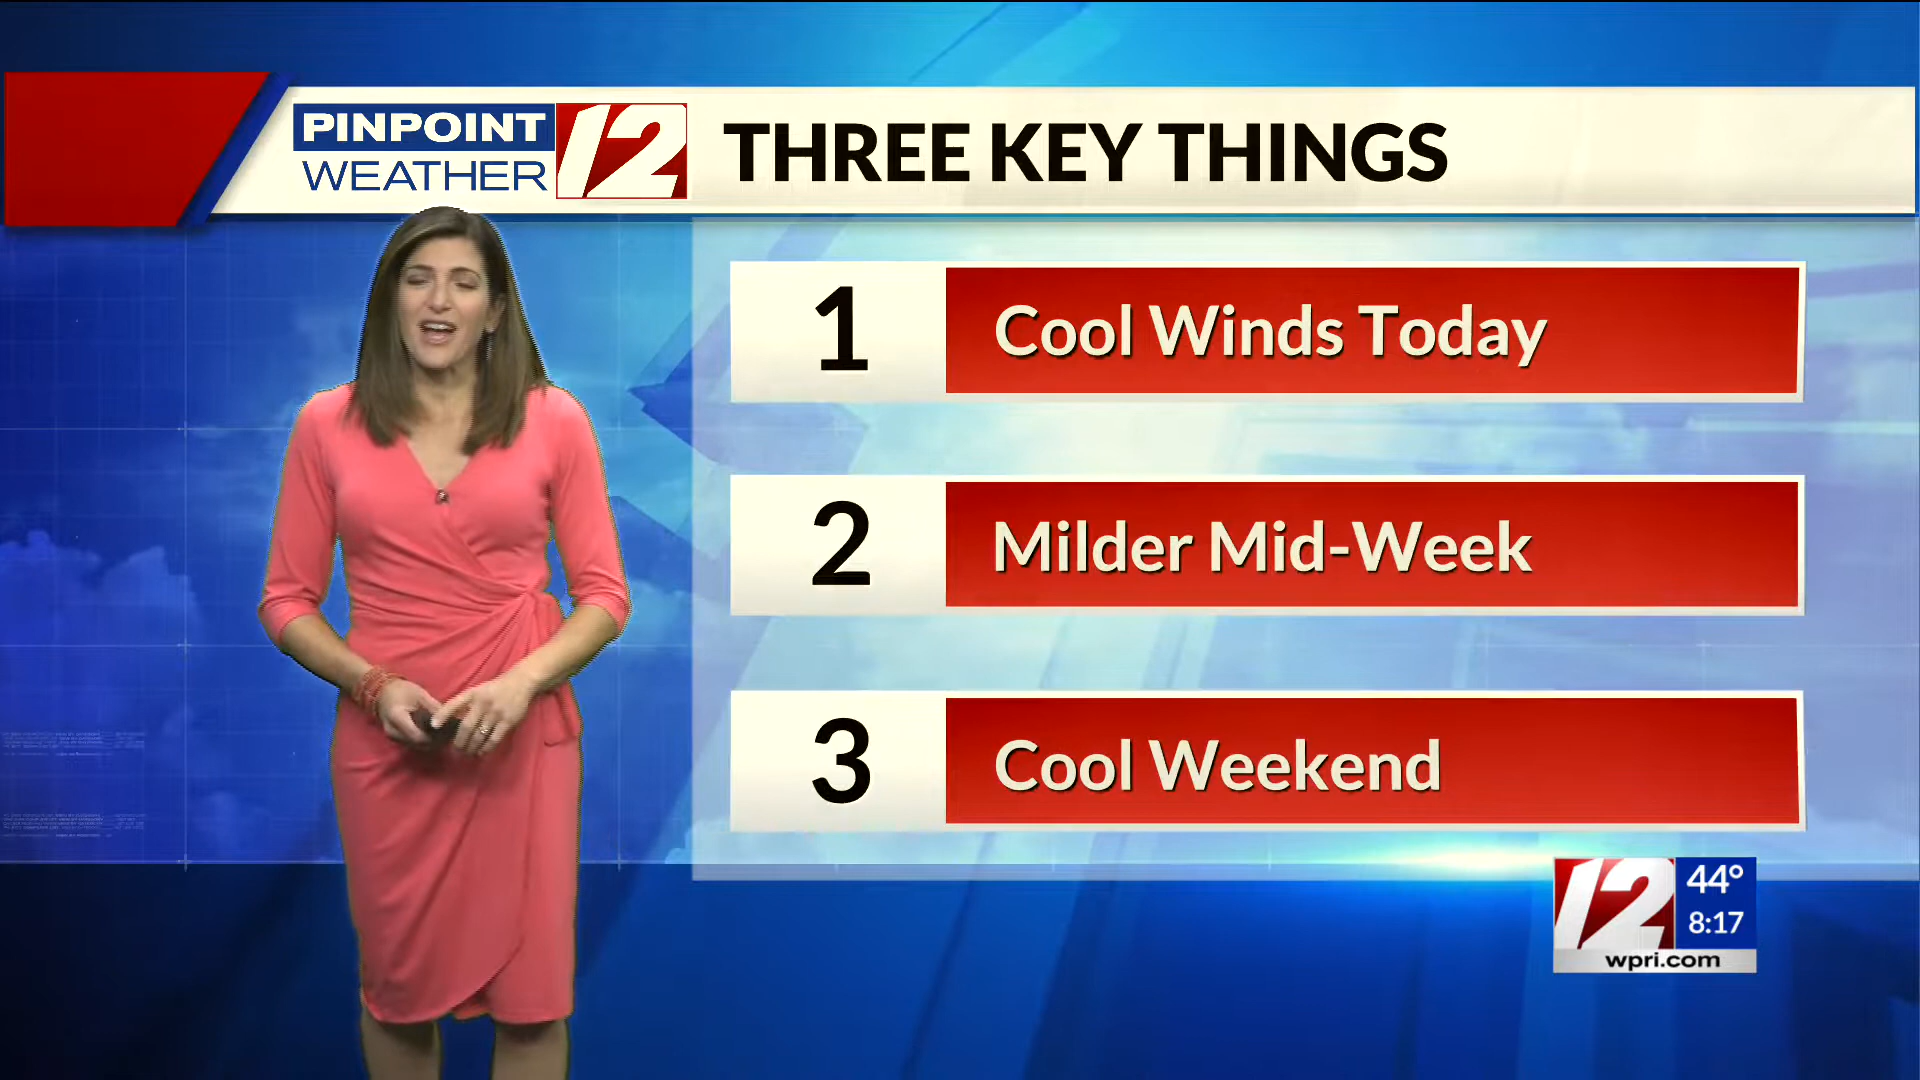 PINPOINT
WEATHER
12
THREE KEY THINGS
1
Cool Winds Today
2
Milder Mid-Week
3
Cool Weekend
12
44°
8:17
wpri.com